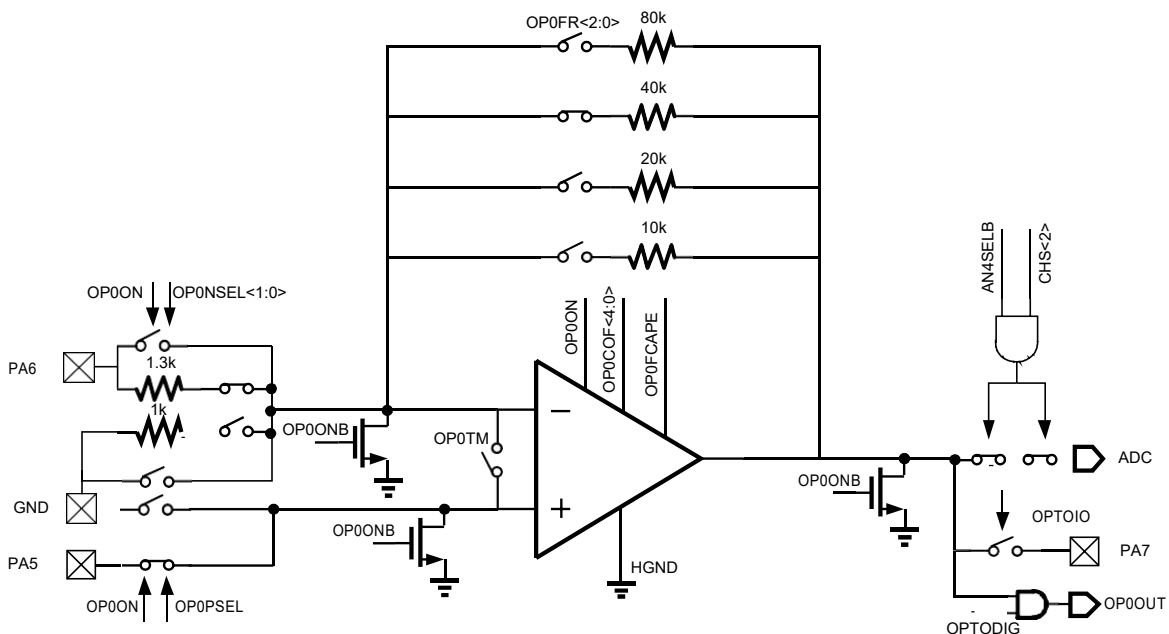 OP0FR<2:0>
80k
40k
20k
10k
AN4SELB
CHS<2>
OP0ON
OP0NSEL<1:0>
OP0ON
OP0COF<4:0>
OP0FCAPE
PA6
1.3k
1k
OP0ONB
OP0TM
ADC
GND
OP0ONB
OP0ONB
OPTOIO
PA5
HGND
PA7
OP0ON
OP0PSEL
OP0OUT
OPTODIG